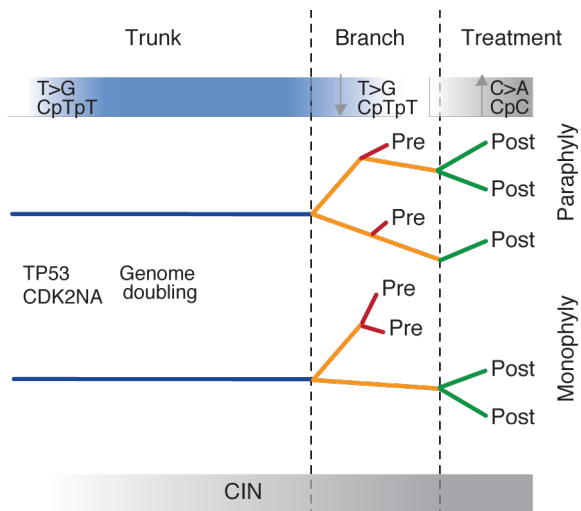 Trunk
Branch
Treatment
T>G
CpTpT
T>G
CpTpT
C>A
CpC
Pre
Post
Post
Pre
Post
Paraphyly
TP53
CDK2NA
Genome
doubling
Pre
Pre
Post
Post
Monophyly
CIN